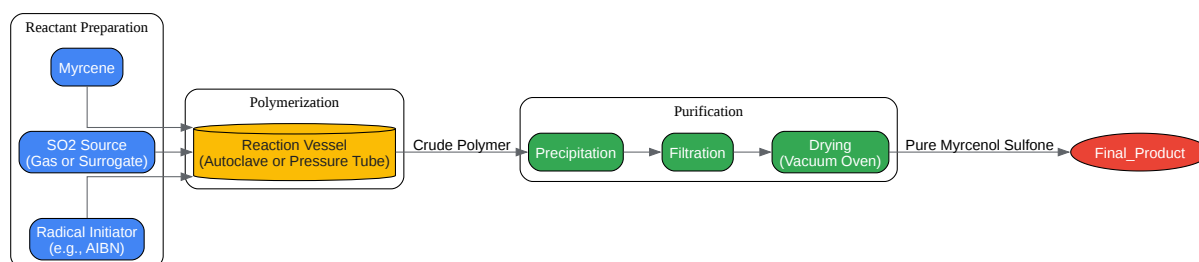 Reactant Preparation
Myrcene
SO2 Source
(Gas or Surrogate)
Radical Initiator
(e.g., AIBN)
Polymerization
Reaction Vessel
(Autoclave or Pressure Tube)
Crude Polymer
Purification
Precipitation
Filtration
Drying
(Vacuum Oven)
Pure Myrcenol Sulfone
Final_Product